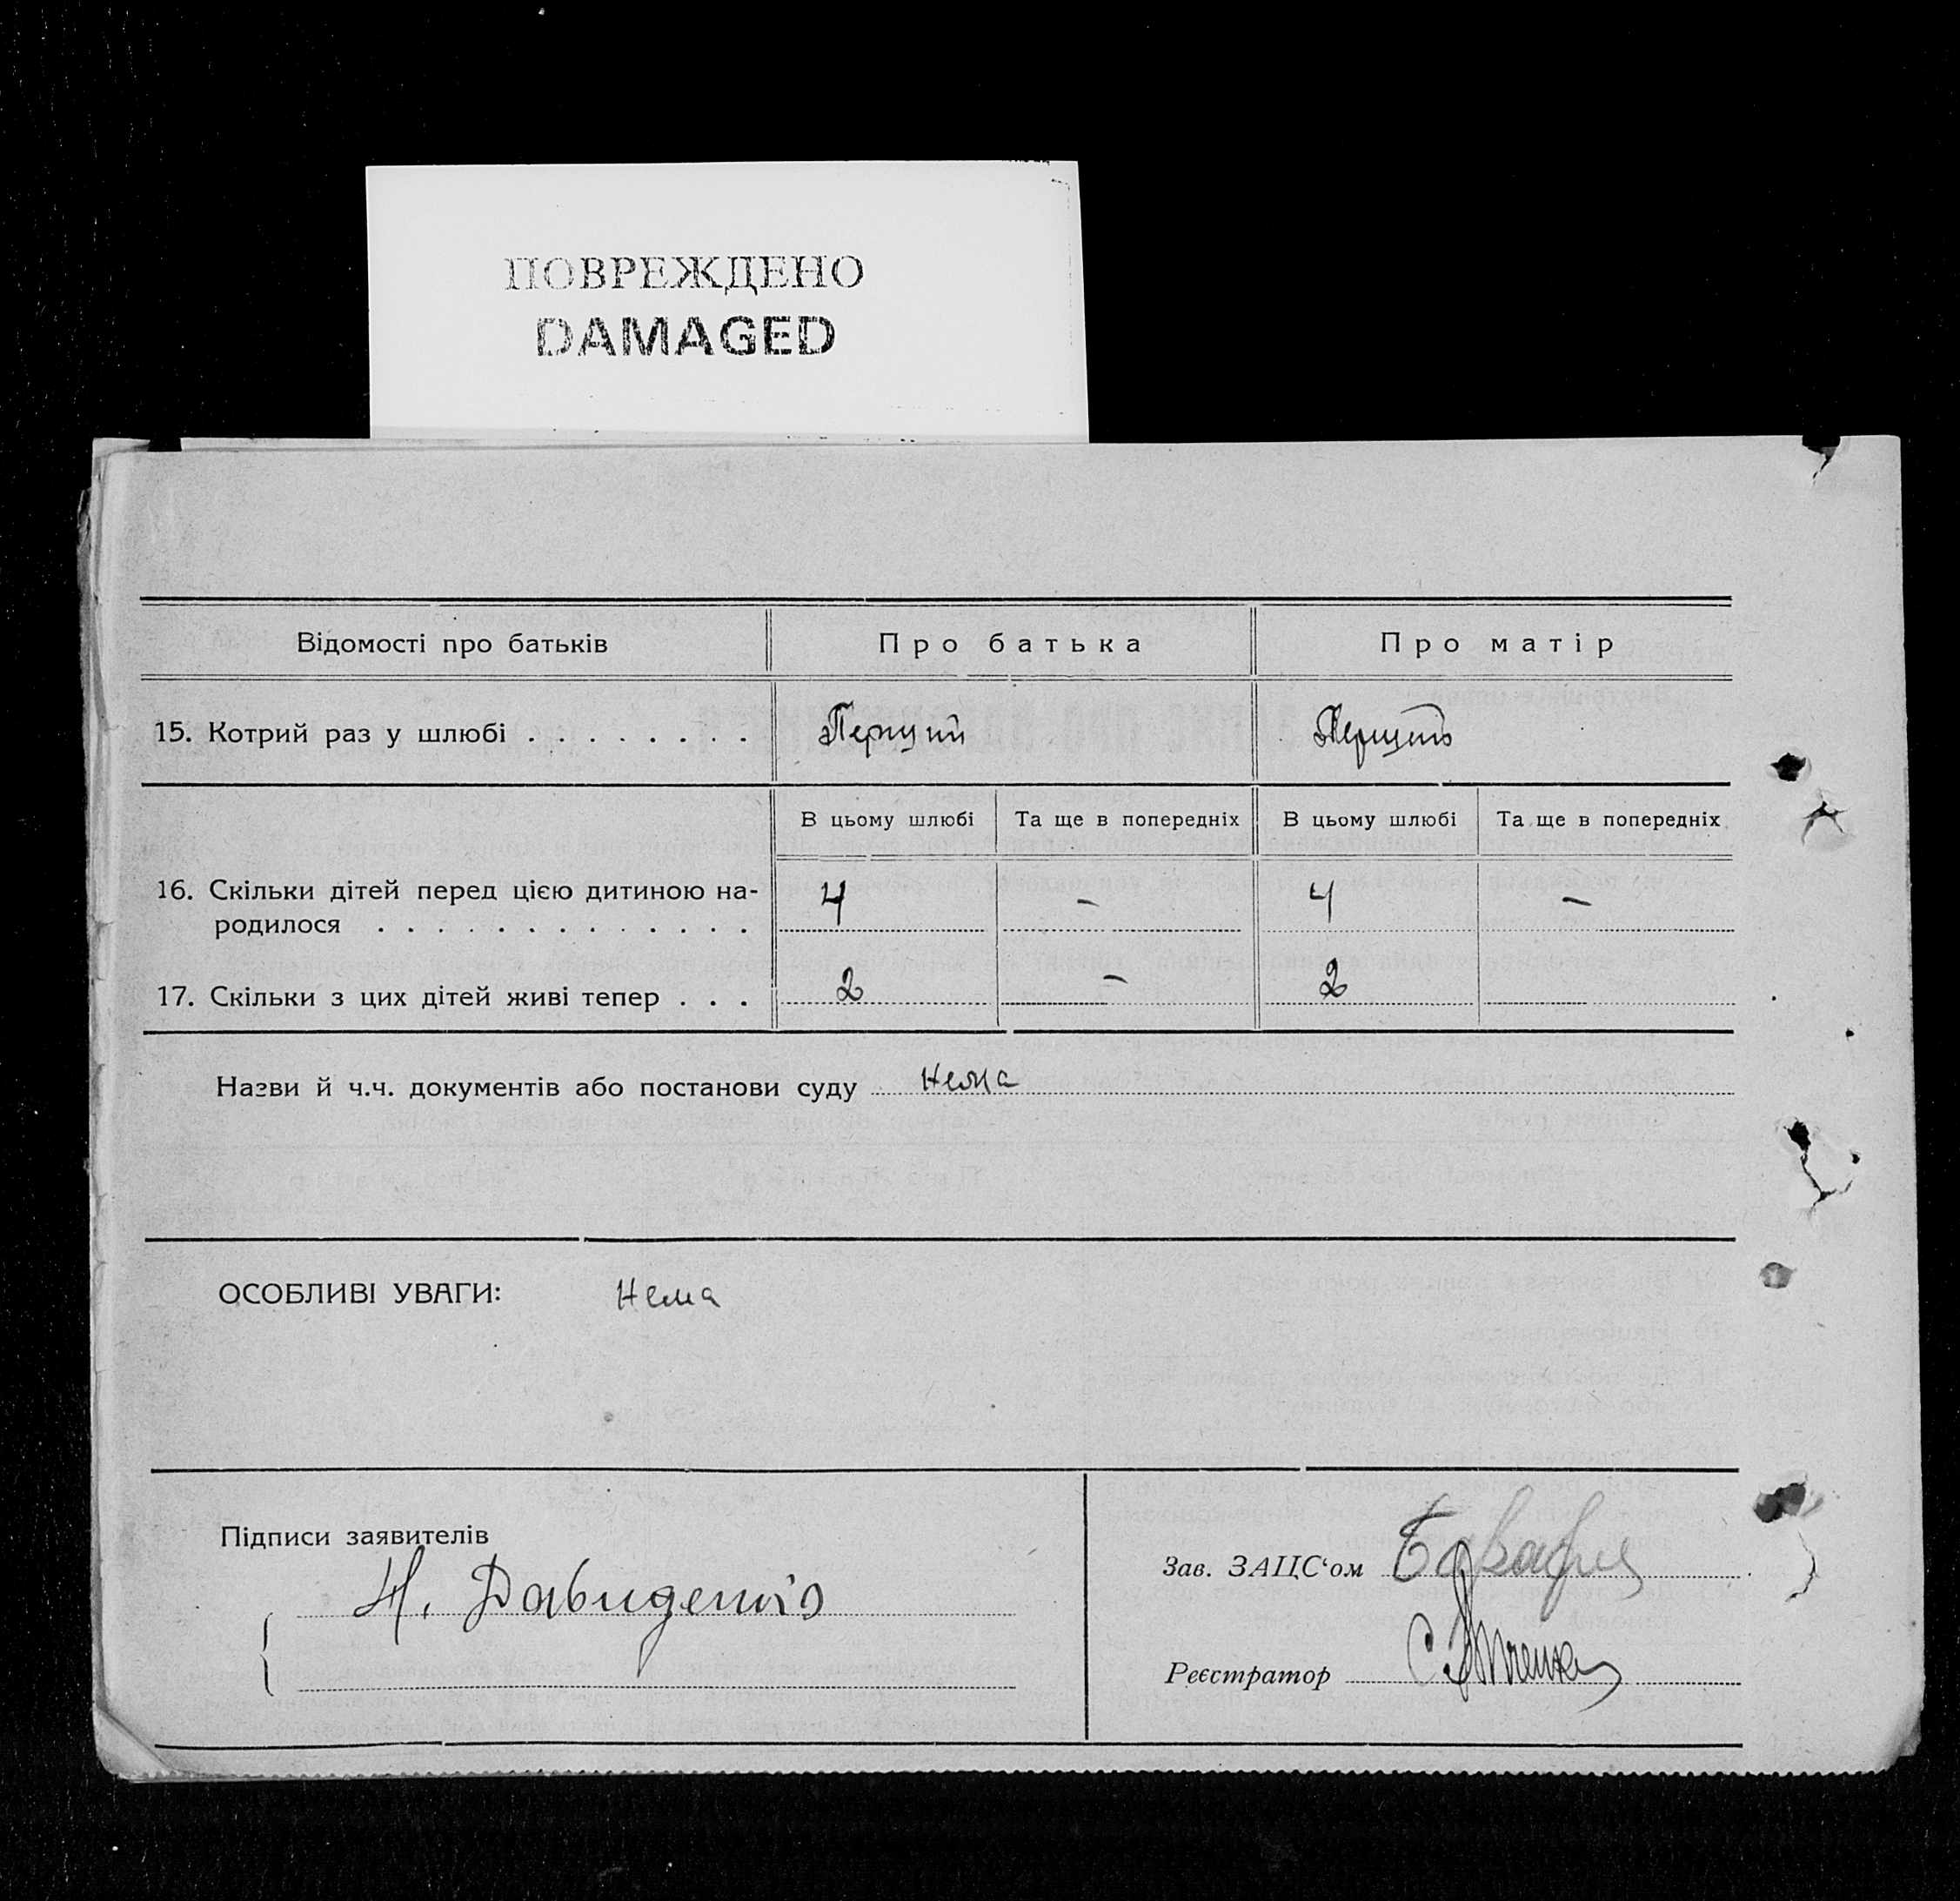 ПОВРЕЖДЕНО
DAMAGED
Відомості про батьків
Про батька
Про матір
15. Котрий раз у шлюбі . . . . . . . .
Перший
Перший
В цьому шлюбі
Та ще в попередніх
В цьому шлюбі
Та ще в попередніх
16. Скільки дітей перед цією дитиною на-
родилося . . . . . . . . . . . . .
4
–
4
–
17. Скільки з цих дітей живі тепер . . .
2
–
2
Назви й ч.ч. документів або постанови суду нема
ОСОБЛИВІ УВАГИ: Нема
Підписи заявителів
Н. Давиденко
Зав. ЗАЦС‘ом
Реєстратор